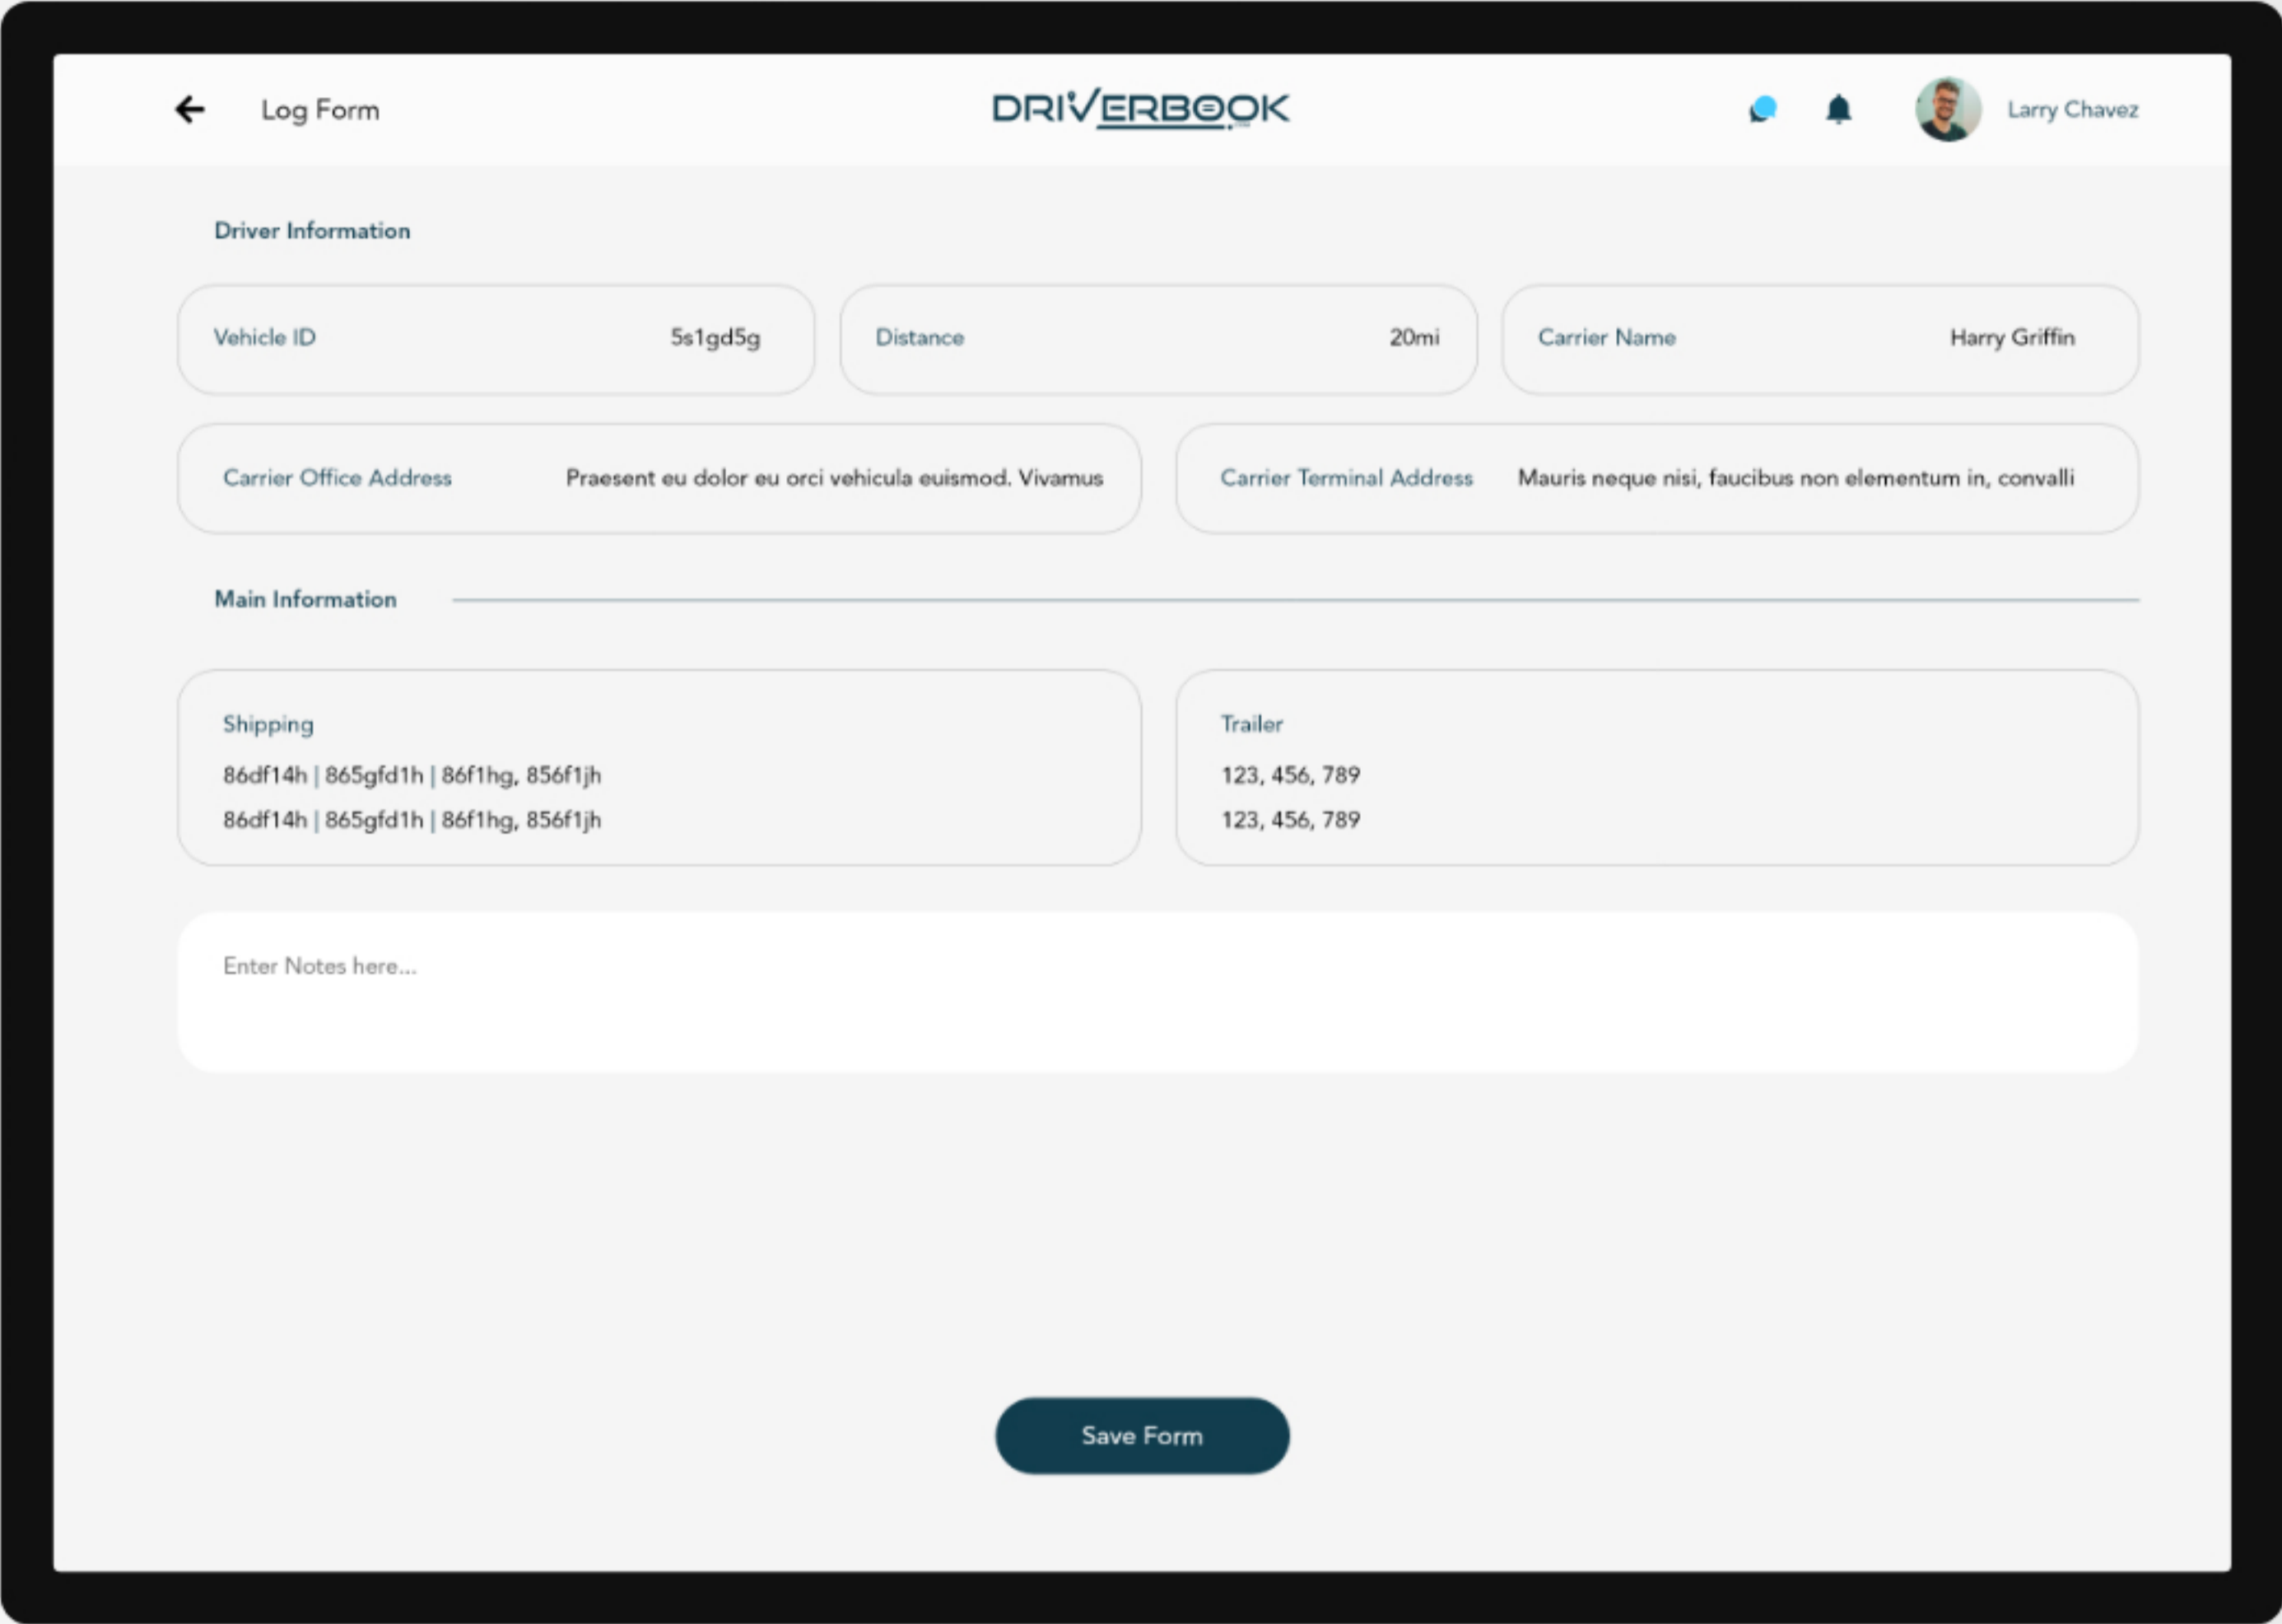 Log Form
DRIVERBOOK
Larry Chavez
Driver Information
Vehicle ID 5s1gd5g
Distance 20mi
Carrier Name Harry Griffin
Carrier Office Address Praesent eu dolor eu orci vehicula euismod. Vivamus
Carrier Terminal Address Mauris neque nisi, faucibus non elementum in, convalli
Main Information
Shipping
86df14h | 865gfd1h | 86f1hg, 856f1jh
86df14h | 865gfd1h | 86f1hg, 856f1jh
Trailer
123, 456, 789
123, 456, 789
Enter Notes here...
Save Form